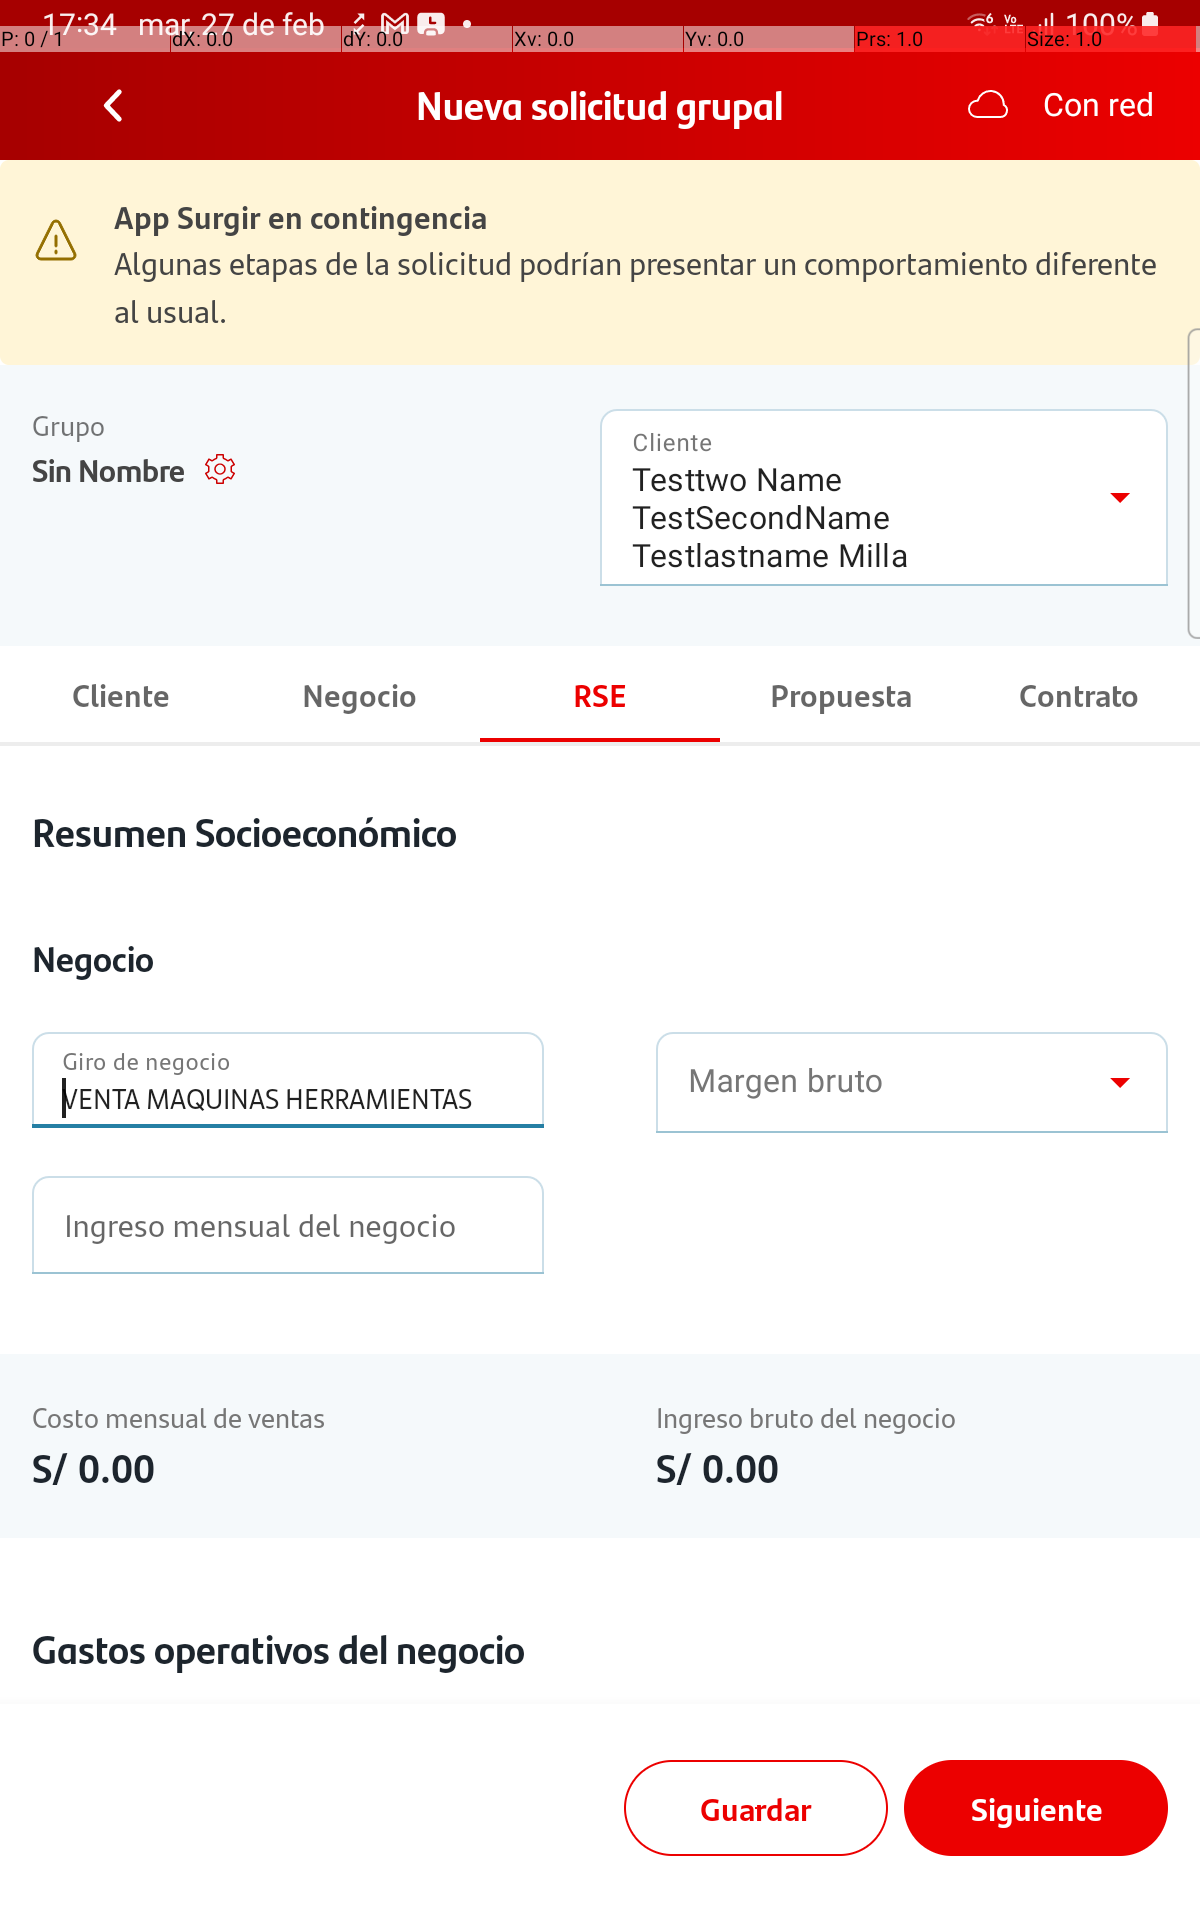 17:34 mar. 27 de feb 100%
P: 0 / 1 dX: 0.0 dY: 0.0 Xv: 0.0 Yv: 0.0 Prs: 1.0 Size: 1.0
Nueva solicitud grupal Con red
App Surgir en contingencia
Algunas etapas de la solicitud podrían presentar un comportamiento diferente
al usual.
Grupo
Sin Nombre
Cliente
Testtwo Name
TestSecondName
Testlastname Milla
Cliente Negocio RSE Propuesta Contrato
Resumen Socioeconómico
Negocio
Giro de negocio
VENTA MAQUINAS HERRAMIENTAS
Margen bruto
Ingreso mensual del negocio
Costo mensual de ventas
S/ 0.00
Ingreso bruto del negocio
S/ 0.00
Gastos operativos del negocio
Guardar Siguiente